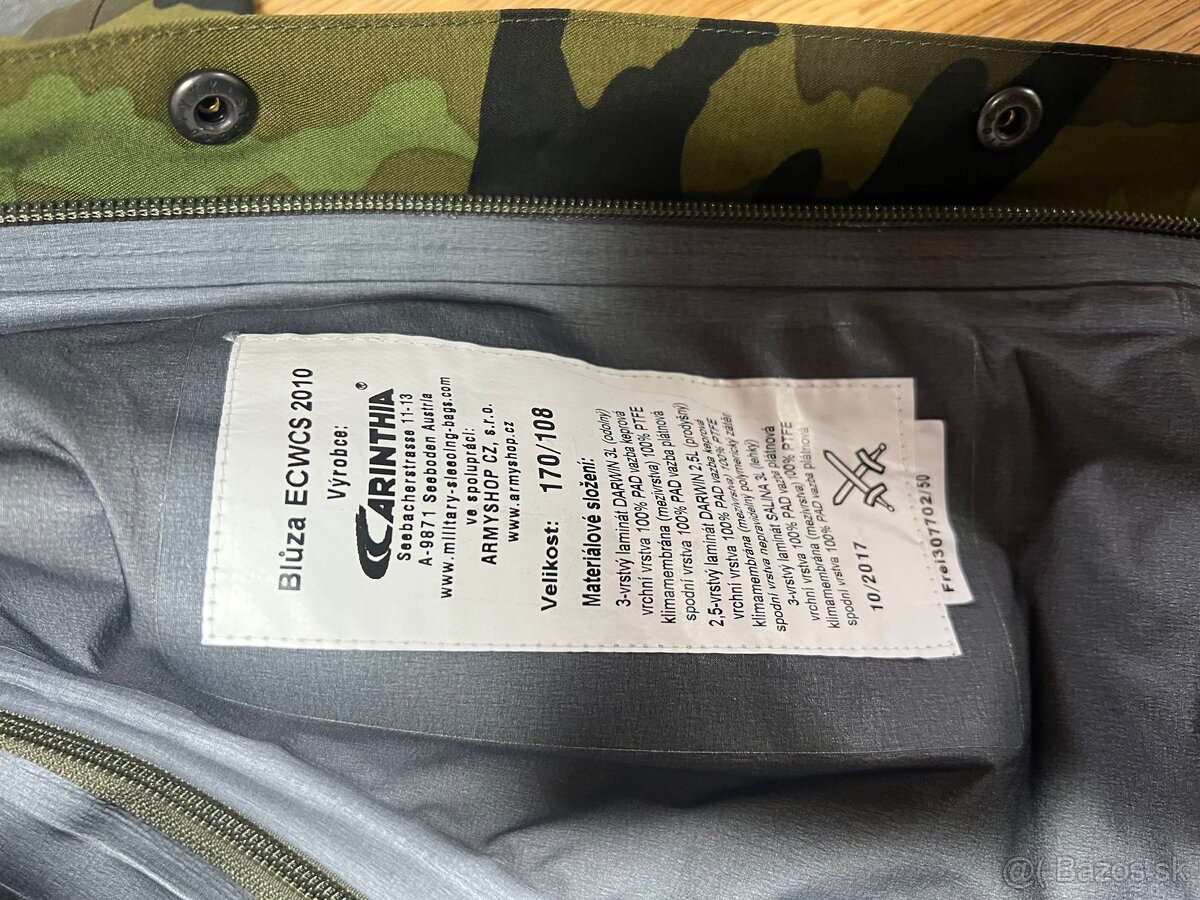 Blůza ECWCS 2010
Výrobce:
CARINTHIA®
Seebacherstrasse 11-13
A-9871 Seeboden Austria
www.military-sleeping-bags.com
ve spolupráci:
ARMYSHOP CZ, s.r.o.
www.armyshop.cz
Velikost: 170/108
Materiálové složení:
3-vrstvý laminát DARWIN 3L (odolný)
vrchní vrstva 100% PAD vazba keprová
klimamembrána (mezivrstva) 100% PTFE
spodní vrstva 100% PAD vazba plátnová
2,5-vrstvý laminát DARWIN 2,5L (prodyšný)
vrchní vrstva 100% PAD vazba keprová
klimamembrána (mezivrstva) 100% PTFE
spodní vrstva nepravidelný polymerický zátěr
3-vrstvý laminát SALINA 3L (lehký)
vrchní vrstva 100% PAD vazba plátnová
klimamembrána (mezivrstva) 100% PTFE
spodní vrstva 100% PAD vazba plátnová
10/2017
Frei307702/50
@( Bazos.sk